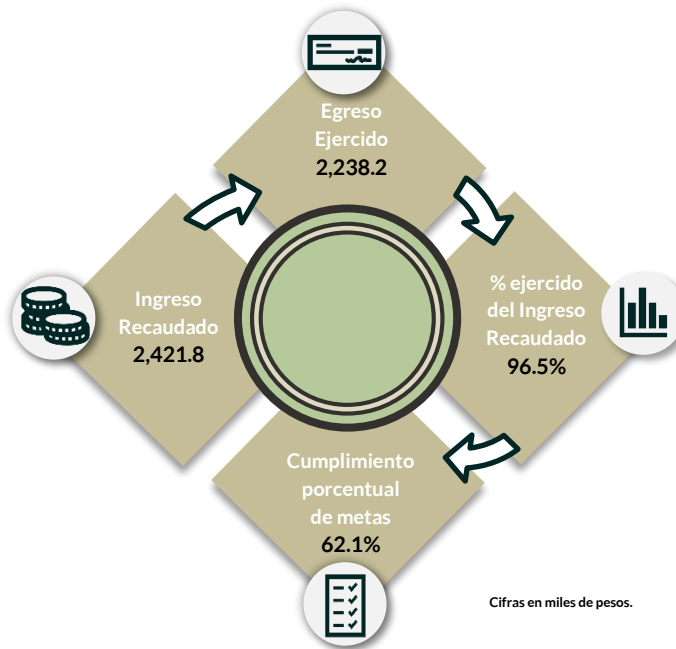 Egreso
Ejercido
2,238.2
Ingreso
Recaudado
2,421.8
% ejercido
del Ingreso
Recaudado
96.5%
Cumplimiento
porcentual
de metas
62.1%
Cifras en miles de pesos.